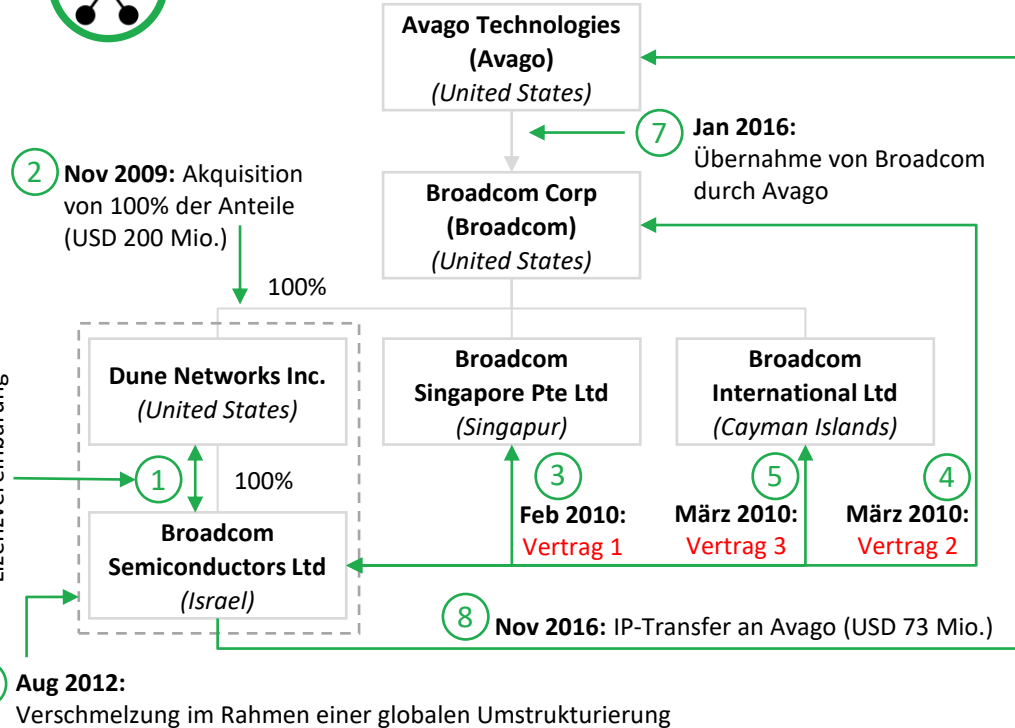 Avago Technologies
(Avago)
(United States)
7
Jan 2016:
Übernahme von Broadcom
durch Avago
2
Nov 2009: Akquisition
von 100% der Anteile
(USD 200 Mio.)
Broadcom Corp
(Broadcom)
(United States)
100%
Dune Networks Inc.
(United States)
Broadcom
Singapore Pte Ltd
(Singapur)
Broadcom
International Ltd
(Cayman Islands)
1
100%
3
Feb 2010:
Vertrag 1
5
März 2010:
Vertrag 3
4
März 2010:
Vertrag 2
Broadcom
Semiconductors Ltd
(Israel)
8
Nov 2016: IP-Transfer an Avago (USD 73 Mio.)
Aug 2012:
Verschmelzung im Rahmen einer globalen Umstrukturierung